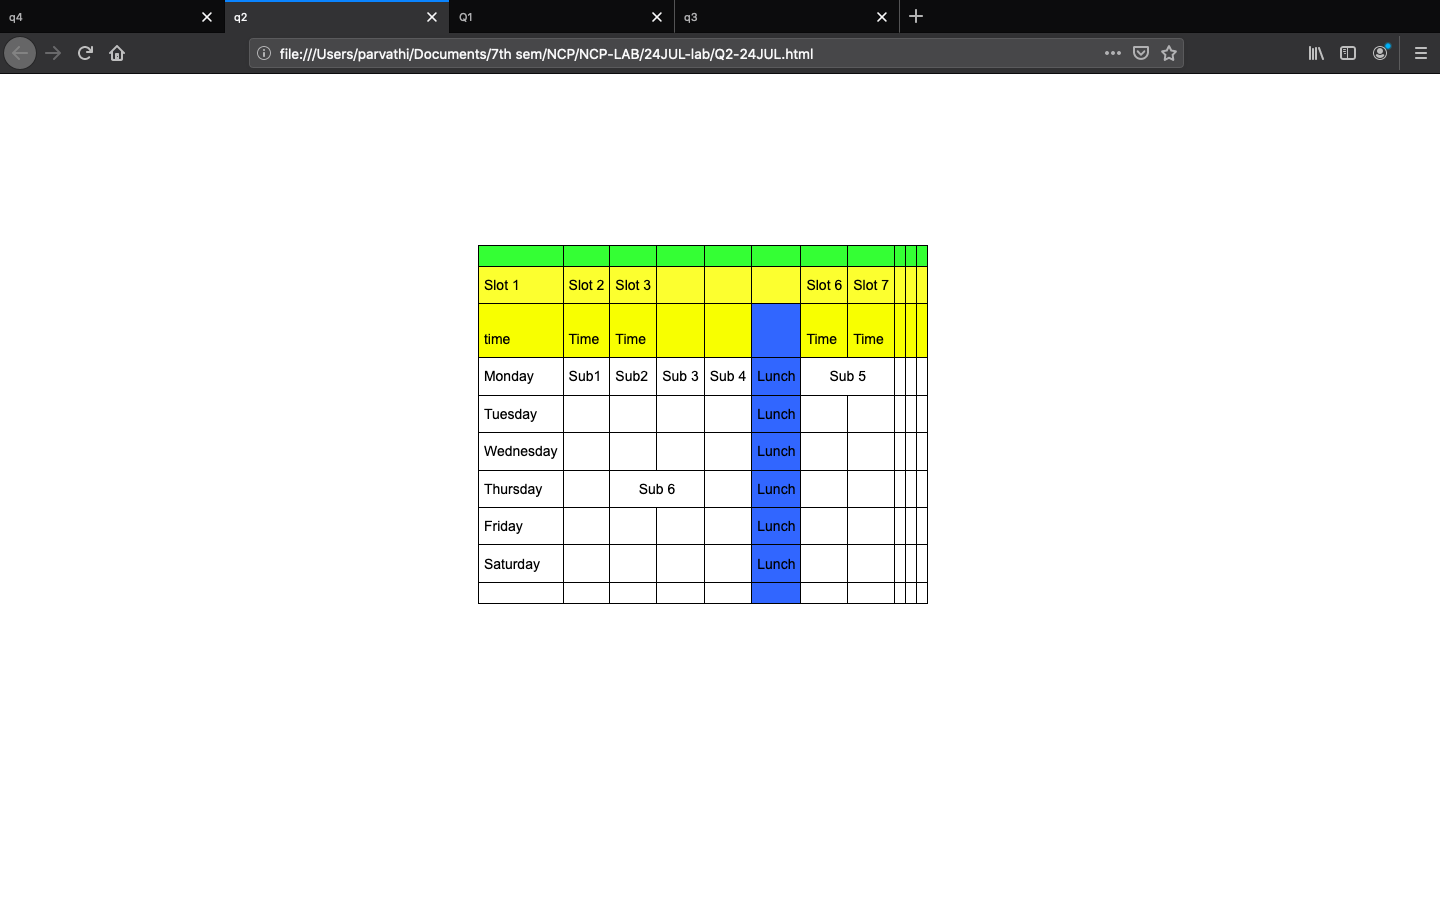 q4 q2 Q1 q3
file:///Users/parvathi/Documents/7th sem/NCP/NCP-LAB/24JUL-lab/Q2-24JUL.html
Slot 1 Slot 2 Slot 3 Slot 6 Slot 7
time Time Time Time Time
Monday Sub1 Sub2 Sub 3 Sub 4 Lunch Sub 5
Tuesday Lunch
Wednesday Lunch
Thursday Sub 6 Lunch
Friday Lunch
Saturday Lunch